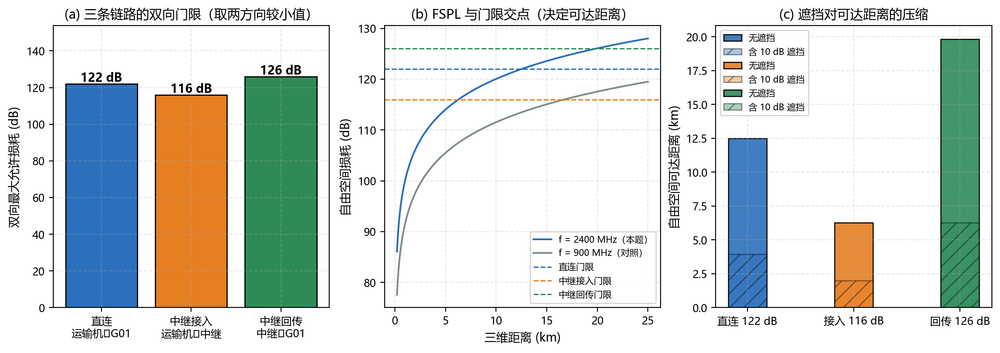 (a) 三条链路的双向门限（取两方向较小值）
双向最大允许损耗 (dB)
140
120
100
80
60
40
20
0
122 dB
116 dB
126 dB
直连
运输机▯G01
中继接入
运输机▯中继
中继回传
中继▯G01
(b) FSPL 与门限交点（决定可达距离）
自由空间损耗 (dB)
130
120
110
100
90
80
f = 2400 MHz（本题）
f = 900 MHz（对照）
直连门限
中继接入门限
中继回传门限
0
5
10
15
20
25
三维距离 (km)
(c) 遮挡对可达距离的压缩
自由空间可达距离 (km)
20.0
17.5
15.0
12.5
10.0
7.5
5.0
2.5
0.0
无遮挡
含 10 dB 遮挡
无遮挡
含 10 dB 遮挡
无遮挡
含 10 dB 遮挡
直连 122 dB
接入 116 dB
回传 126 dB